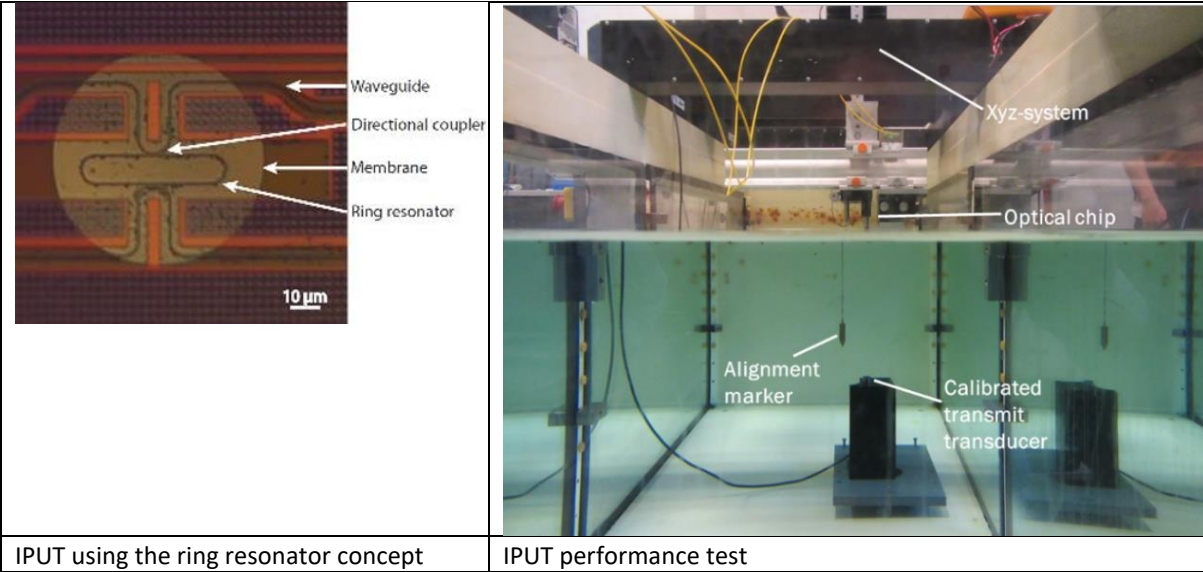 Waveguide
Directional coupler
Membrane
Ring resonator
10 µm
Xyz-system
Optical chip
Alignment
marker
Calibrated
transmit
transducer
IPUT using the ring resonator concept
IPUT performance test